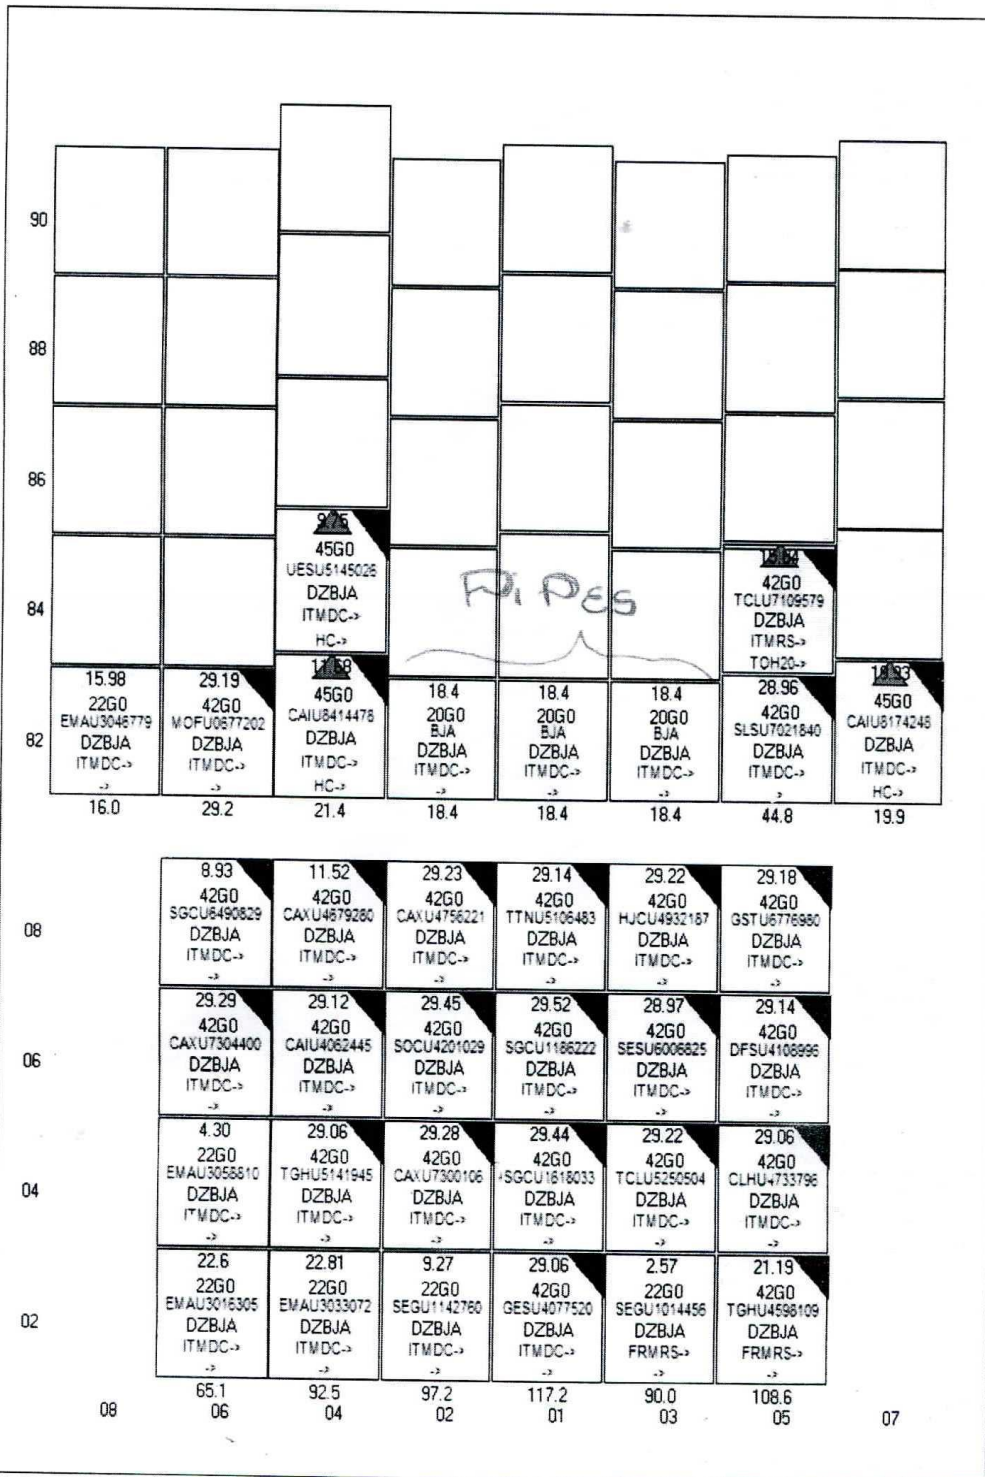 90
88
86
9.75
45G0
UESU5145026
DZBJA
ITMDC->
HC->
84
PiPES
42G0
TCLU7109579
DZBJA
ITMRS->
TOH20->
82
15.98
22G0
EMAU3046779
DZBJA
ITMDC->
->
29.19
42G0
MOFU0677202
DZBJA
ITMDC->
->
11.68
45G0
CAIU8414478
DZBJA
ITMDC->
HC->
18.4
20G0
BJA
DZBJA
ITMDC->
->
18.4
20G0
BJA
DZBJA
ITMDC->
->
18.4
20G0
BJA
DZBJA
ITMDC->
->
28.96
42G0
SLSU7021840
DZBJA
ITMDC->
->
45G0
CAIU8174248
DZBJA
ITMDC->
HC->
16.0 29.2 21.4 18.4 18.4 18.4 44.8 19.9
08
8.93
42G0
SGCU6490829
DZBJA
ITMDC->
->
11.52
42G0
CAXU4679280
DZBJA
ITMDC->
->
29.23
42G0
CAXU4756221
DZBJA
ITMDC->
->
29.14
42G0
TTNU5106483
DZBJA
ITMDC->
->
29.22
42G0
HJCU4932187
DZBJA
ITMDC->
->
29.18
42G0
GSTU6776980
DZBJA
ITMDC->
->
06
29.29
42G0
CAXU7304400
DZBJA
ITMDC->
->
29.12
42G0
CAIU4062445
DZBJA
ITMDC->
->
29.45
42G0
SOCU4201029
DZBJA
ITMDC->
->
29.52
42G0
SGCU1186222
DZBJA
ITMDC->
->
28.97
42G0
SESU6006825
DZBJA
ITMDC->
->
29.14
42G0
DFSU4108996
DZBJA
ITMDC->
->
04
4.30
22G0
EMAU3058810
DZBJA
ITMDC->
->
29.06
42G0
TGHU5141945
DZBJA
ITMDC->
->
29.28
42G0
CAXU7300106
DZBJA
ITMDC->
->
29.44
42G0
SGCU1618033
DZBJA
ITMDC->
->
29.22
42G0
TCLU5250504
DZBJA
ITMDC->
->
29.06
42G0
CLHU4733796
DZBJA
ITMDC->
->
02
22.6
22G0
EMAU3016305
DZBJA
ITMDC->
->
22.81
22G0
EMAU3033072
DZBJA
ITMDC->
->
9.27
22G0
SEGU1142760
DZBJA
ITMDC->
->
29.06
42G0
GESU4077520
DZBJA
ITMDC->
->
2.57
22G0
SEGU1014456
DZBJA
FRMRS->
->
21.19
42G0
TGHU4598109
DZBJA
FRMRS->
->
65.1 92.5 97.2 117.2 90.0 108.6
08 06 04 02 01 03 05 07